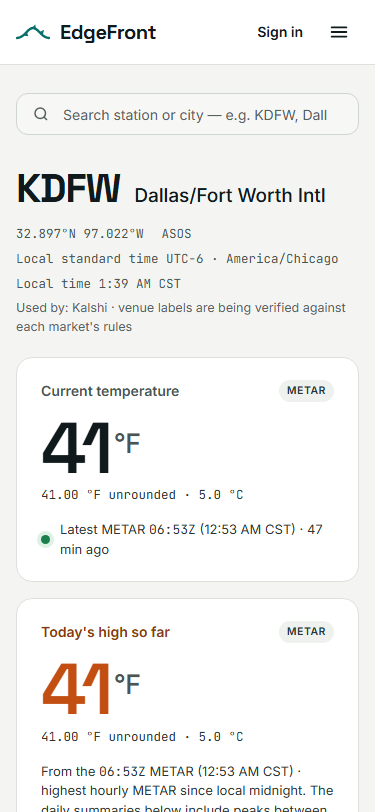 EdgeFront
Sign in
Search station or city — e.g. KDFW, Dall
KDFW Dallas/Fort Worth Intl
32.897°N 97.022°W ASOS
Local standard time UTC-6 · America/Chicago
Local time 1:39 AM CST
Used by: Kalshi · venue labels are being verified against
each market's rules
Current temperature
METAR
41°F
41.00 °F unrounded · 5.0 °C
Latest METAR 06:53Z (12:53 AM CST) · 47
min ago
Today's high so far
METAR
41°F
41.00 °F unrounded · 5.0 °C
From the 06:53Z METAR (12:53 AM CST) ·
highest hourly METAR since local midnight. The
daily summaries below include peaks between